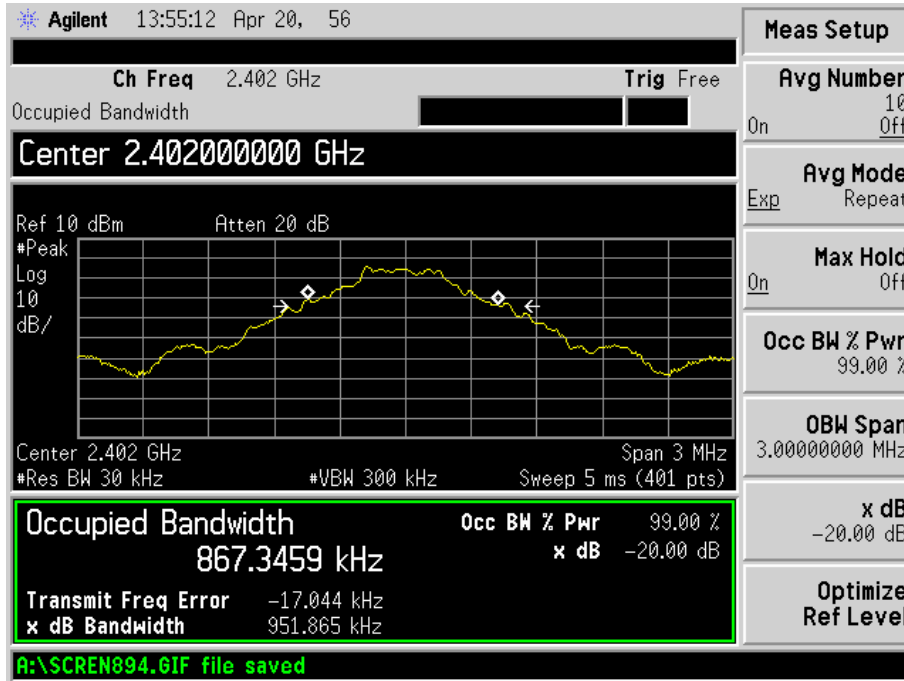 Agilent 13:55:12 Apr 20, 56
Meas Setup
Ch Freq 2.402 GHz Trig Free
Occupied Bandwidth
Center 2.402000000 GHz
Ref 10 dBm Atten 20 dB
#Peak
Log
10
dB/
Center 2.402 GHz Span 3 MHz
#Res BW 30 kHz #VBW 300 kHz Sweep 5 ms (401 pts)
Occupied Bandwidth Occ BW % Pwr 99.00 %
867.3459 kHz x dB -20.00 dB
Transmit Freq Error -17.044 kHz
x dB Bandwidth 951.865 kHz
A:\SCREN894.GIF file saved
Avg Number
10
On Off
Avg Mode
Exp Repeat
Max Hold
On Off
Occ BW % Pwr
99.00 %
OBW Span
3.00000000 MHz
x dB
-20.00 dB
Optimize
Ref Level